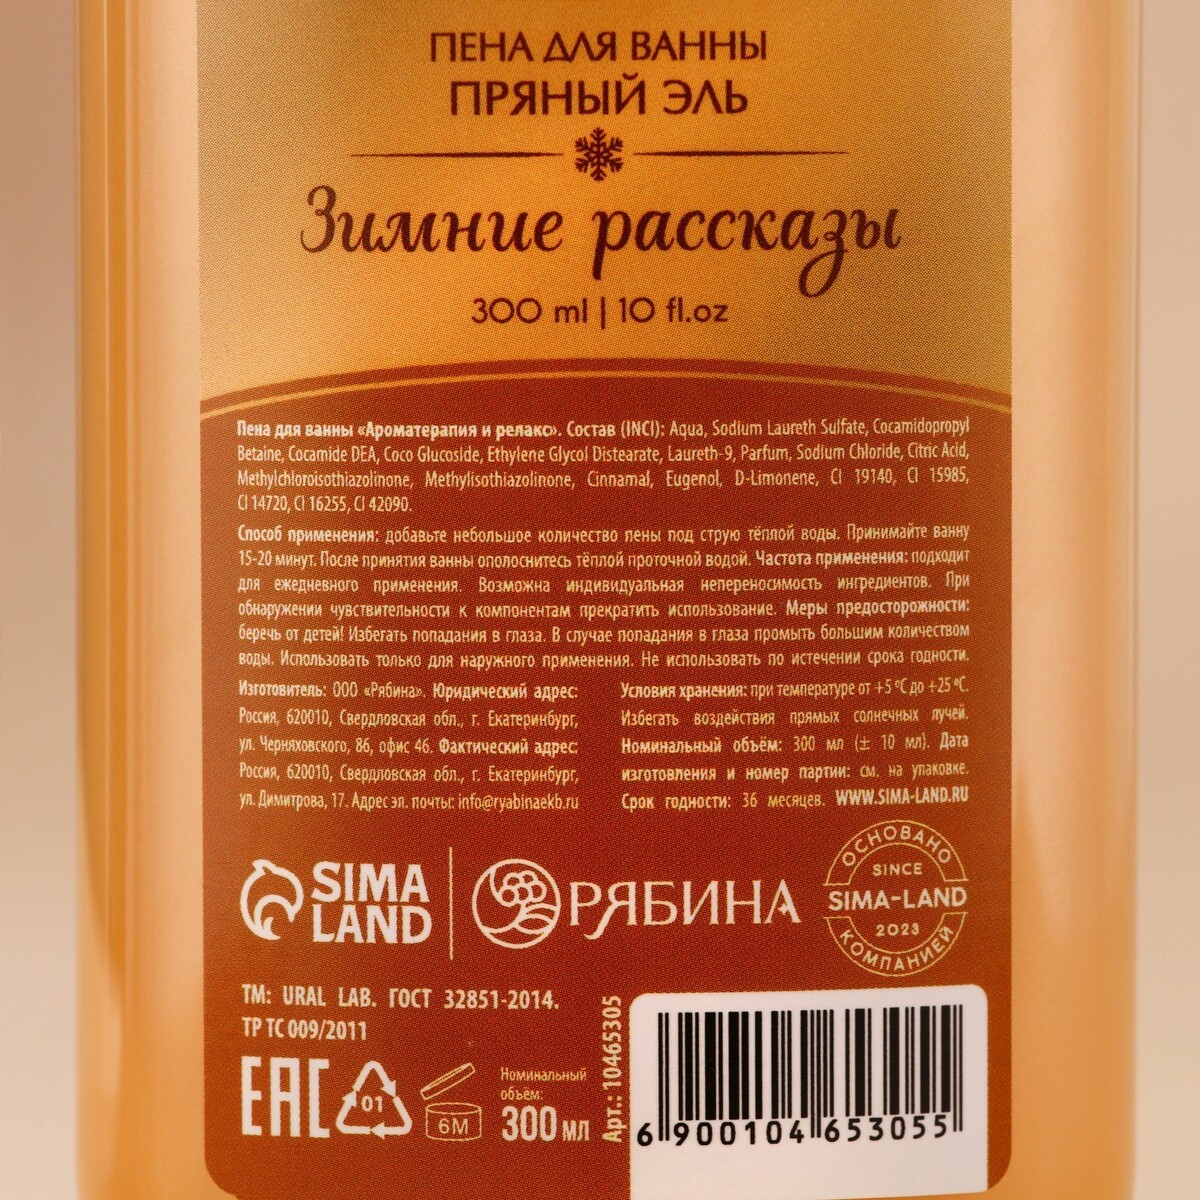 ПЕНА ДЛЯ ВАННЫ
ПРЯНЫЙ ЭЛЬ
Зимние рассказы
300 ml | 10 fl.oz
Пена для ванны «Ароматерапия и релакс». Состав (INCI): Aqua, Sodium Laureth Sulfate, Cocamidopropyl
Betaine, Cocamide DEA, Coco Glucoside, Ethylene Glycol Distearate, Laureth-9, Parfum, Sodium Chloride, Citric Acid,
Methylchloroisothiazolinone, Methylisothiazolinone, Cinnamal, Eugenol, D-Limonene, CI 19140, CI 15985,
CI 14720, CI 16255, CI 42090.
Способ применения: добавьте небольшое количество пены под струю тёплой воды. Принимайте ванну
15-20 минут. После принятия ванны ополоснитесь тёплой проточной водой. Частота применения: подходит
для ежедневного применения. Возможна индивидуальная непереносимость ингредиентов. При
обнаружении чувствительности к компонентам прекратить использование. Меры предосторожности:
беречь от детей! Избегать попадания в глаза. В случае попадания в глаза промыть большим количеством
воды. Использовать только для наружного применения. Не использовать по истечении срока годности.
Изготовитель: ООО «Рябина». Юридический адрес:
Россия, 620010, Свердловская обл., г. Екатеринбург,
ул. Черняховского, 86, офис 46. Фактический адрес:
Россия, 620010, Свердловская обл., г. Екатеринбург,
ул. Димитрова, 17. Адрес эл. почты: info@ryabinaekb.ru
Условия хранения: при температуре от +5 °C до +25 °C.
Избегать воздействия прямых солнечных лучей.
Номинальный объём: 300 мл (± 10 мл). Дата
изготовления и номер партии: см. на упаковке.
Срок годности: 36 месяцев. WWW.SIMA-LAND.RU
SIMA
LAND
РЯБИНА
ОСНОВАНО
SINCE
SIMA-LAND
2023
КОМПАНИЕЙ
ТМ: URAL LAB. ГОСТ 32851-2014.
ТР ТС 009/2011
EAC
01
6M
Номинальный
объём:
300 мл
Арт.: 10465305
6 900104 653055